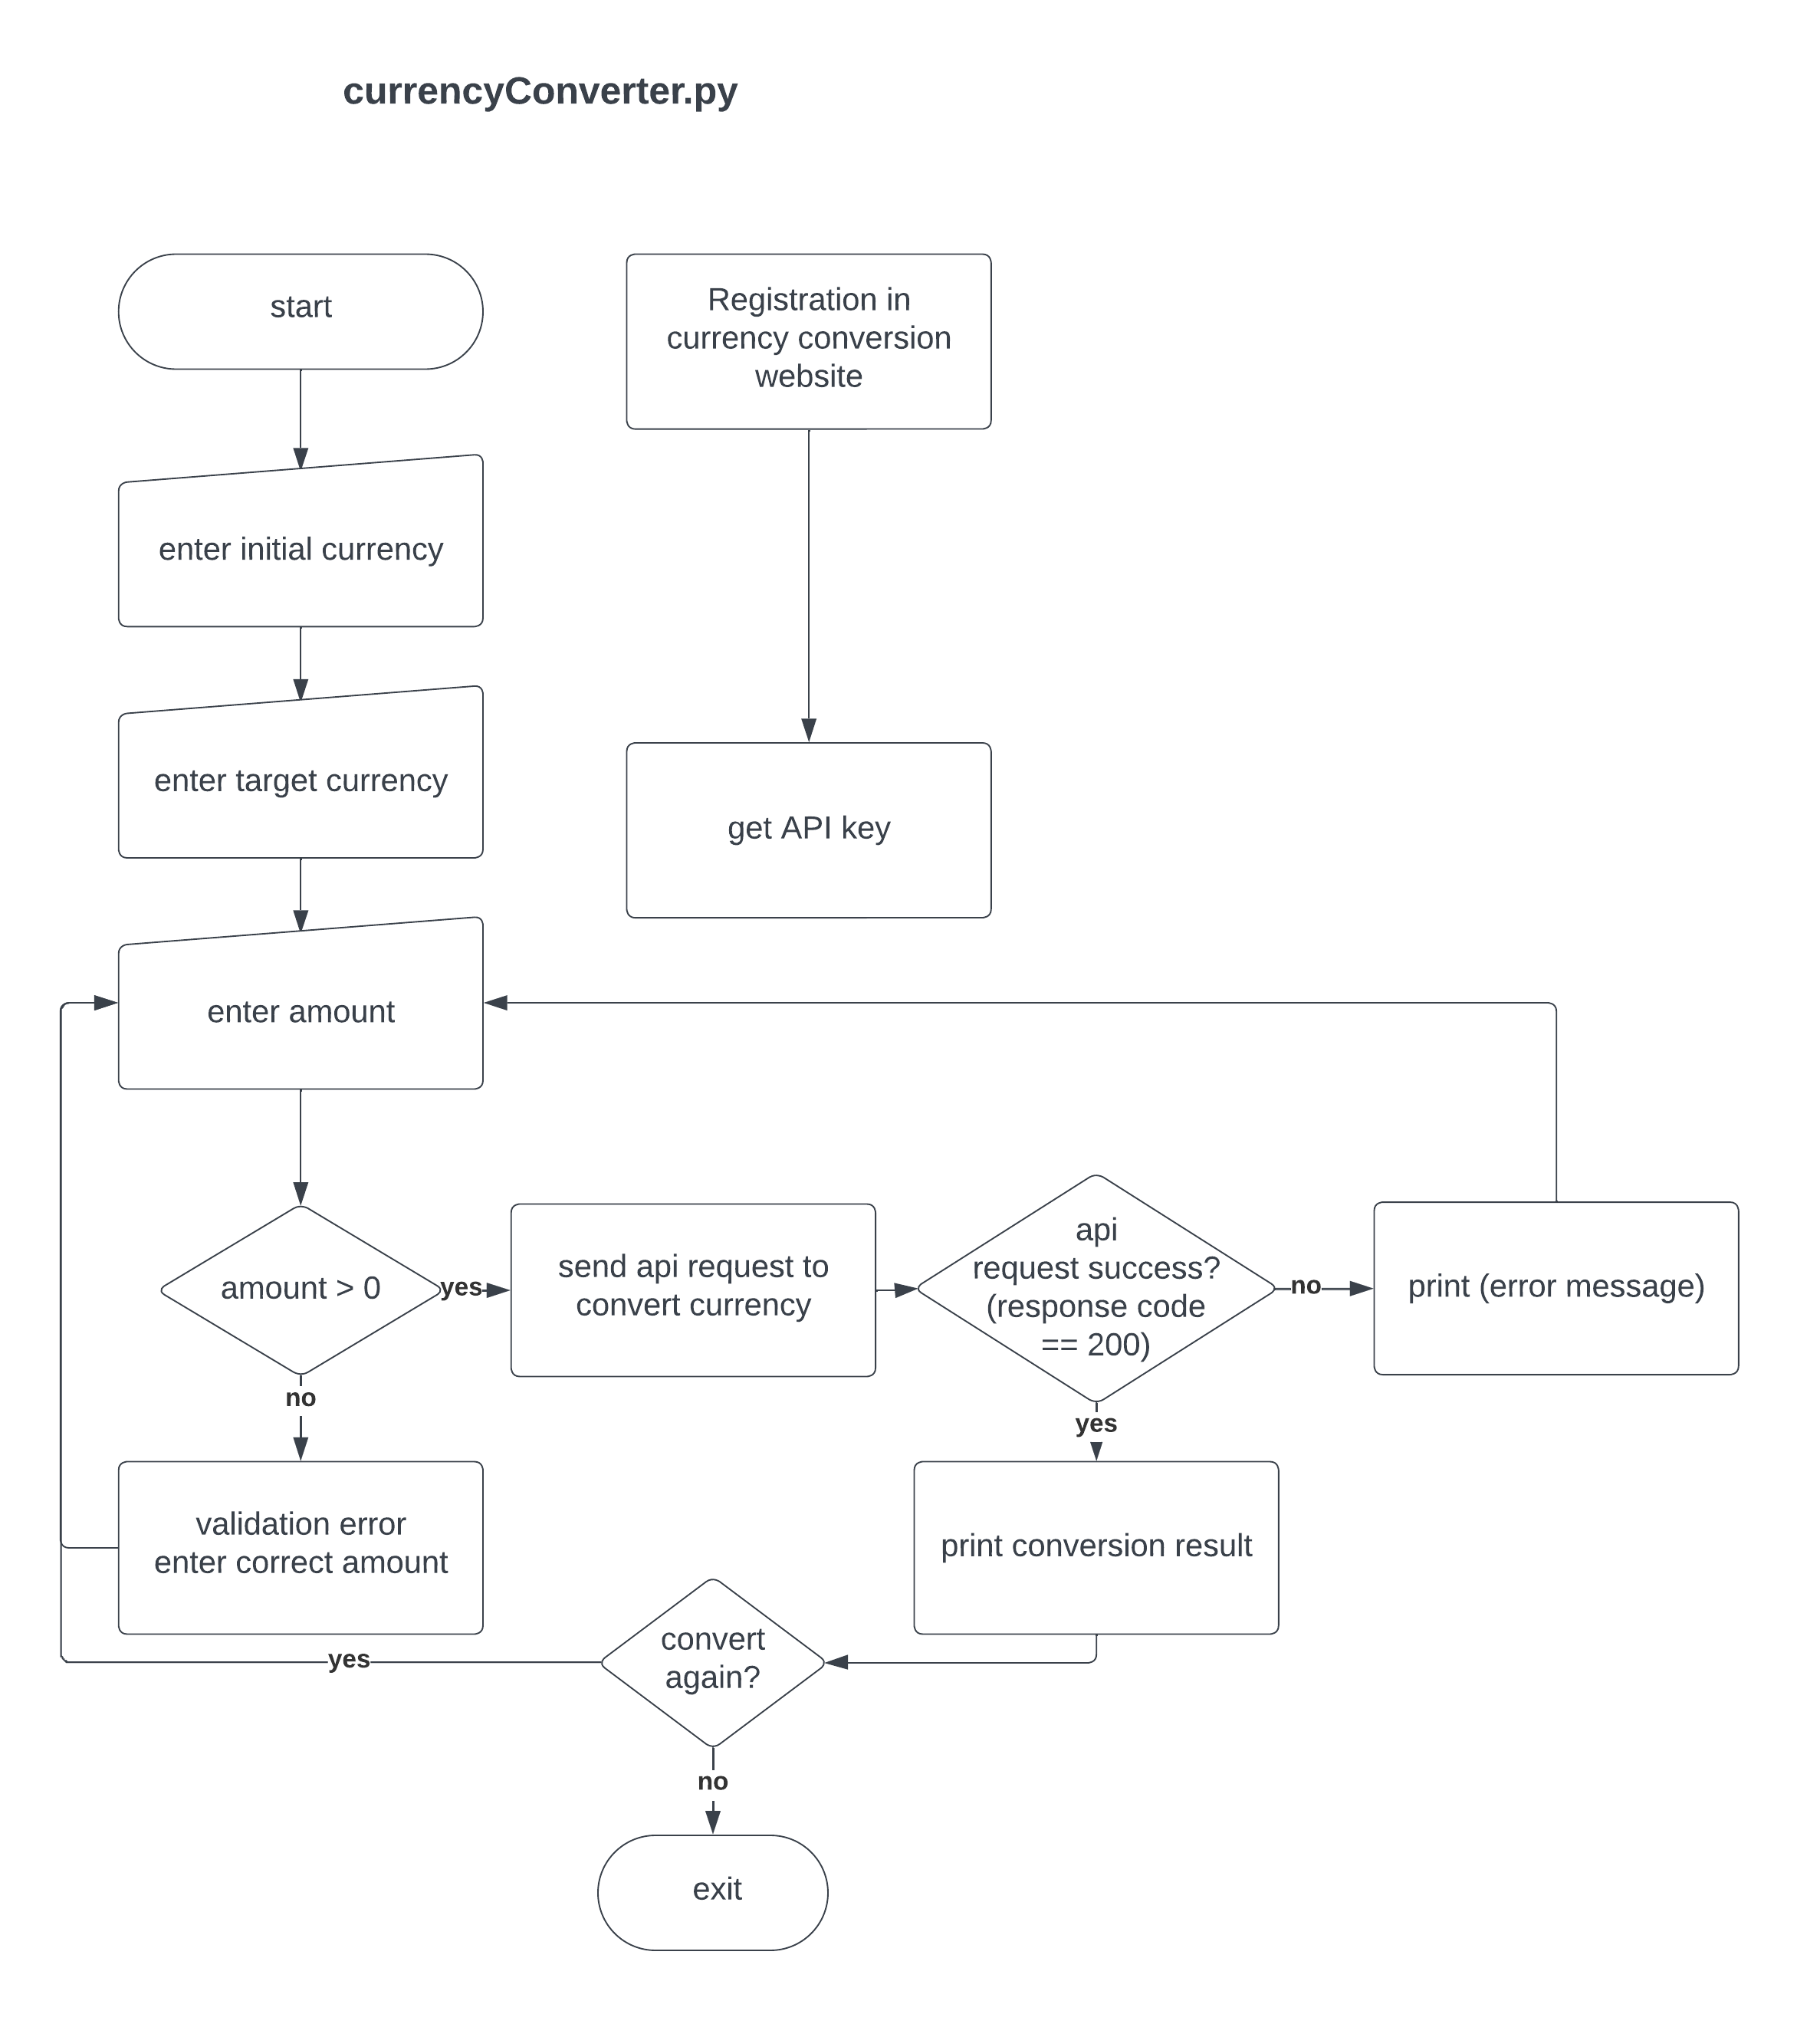 currencyConverter.py
start
Registration in
currency conversion
website
enter initial currency
enter target currency
get API key
enter amount
amount > 0
yes
send api request to
convert currency
api
request success?
(response code
== 200)
no
print (error message)
no
yes
validation error
enter correct amount
print conversion result
convert
again?
yes
no
exit